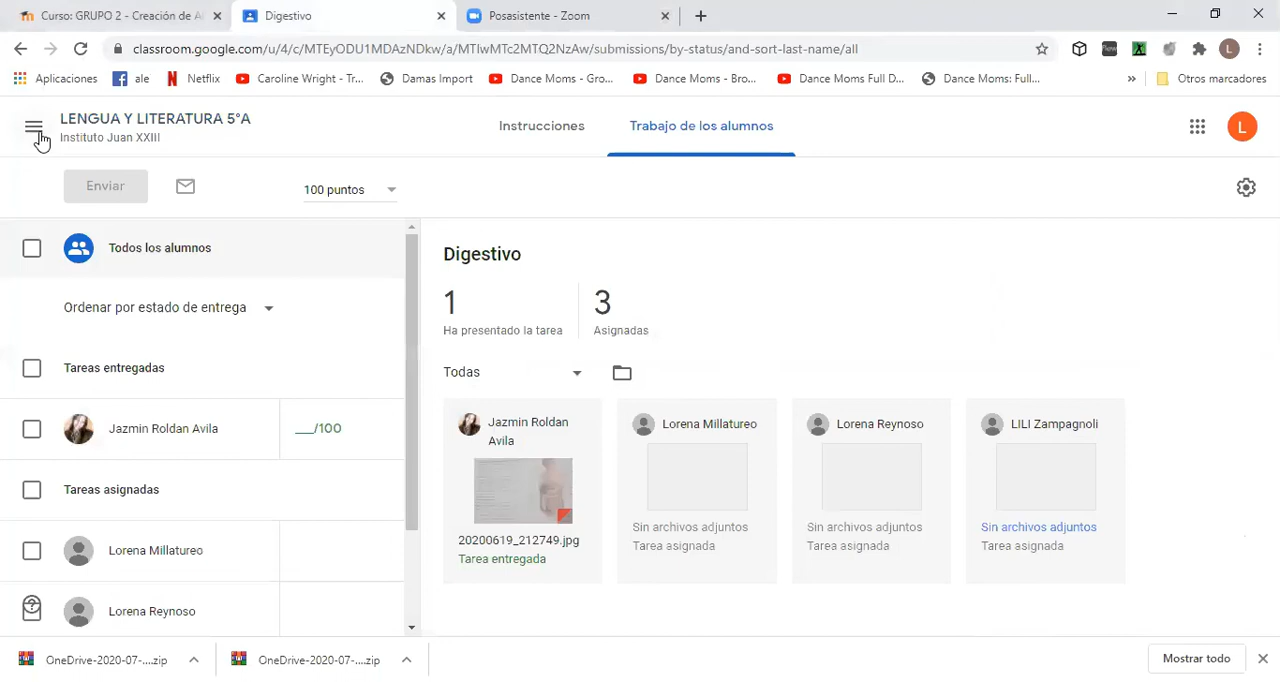 Curso: GRUPO 2 - Creación de A
Digestivo
Posasistente - Zoom
classroom.google.com/u/4/c/MTEyODU1MDAzNDkw/a/MTIwMTc2MTQ2NzAw/submissions/by-status/and-sort-last-name/all
L
Aplicaciones
ale
Netflix
Caroline Wright - Tr...
Damas Import
Dance Moms - Gro...
Dance Moms - Bro...
Dance Moms Full D...
Dance Moms: Full...
»
Otros marcadores
LENGUA Y LITERATURA 5°A
Instituto Juan XXIII
Instrucciones
Trabajo de los alumnos
L
Enviar
100 puntos
Todos los alumnos
Ordenar por estado de entrega
Tareas entregadas
Jazmin Roldan Avila
__/100
Tareas asignadas
Lorena Millatureo
Lorena Reynoso
Digestivo
1
Ha presentado la tarea
3
Asignadas
Todas
Jazmin Roldan
Avila
20200619_212749.jpg
Tarea entregada
Lorena Millatureo
Sin archivos adjuntos
Tarea asignada
Lorena Reynoso
Sin archivos adjuntos
Tarea asignada
LILI Zampagnoli
Sin archivos adjuntos
Tarea asignada
OneDrive-2020-07-....zip
OneDrive-2020-07-....zip
Mostrar todo